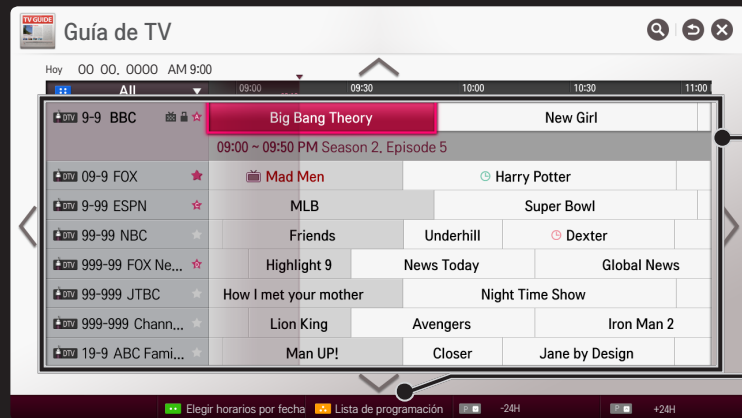 TV GUIDE
Guía de TV
Hoy 00 00, 0000 AM 9:00
All 09:00 09:30 10:00 10:30 11:00
DTV 9-9 BBC Big Bang Theory New Girl
09:00 ~ 09:50 PM Season 2, Episode 5
DTV 09-9 FOX Mad Men Harry Potter
DTV 9-99 ESPN MLB Super Bowl
DTV 99-99 NBC Friends Underhill Dexter
DTV 999-99 FOX Ne... Highlight 9 News Today Global News
DTV 99-999 JTBC How I met your mother Night Time Show
DTV 999-999 Chann... Lion King Avengers Iron Man 2
DTV 19-9 ABC Fami... Man UP! Closer Jane by Design
Elegir horarios por fecha Lista de programación P -24H P +24H